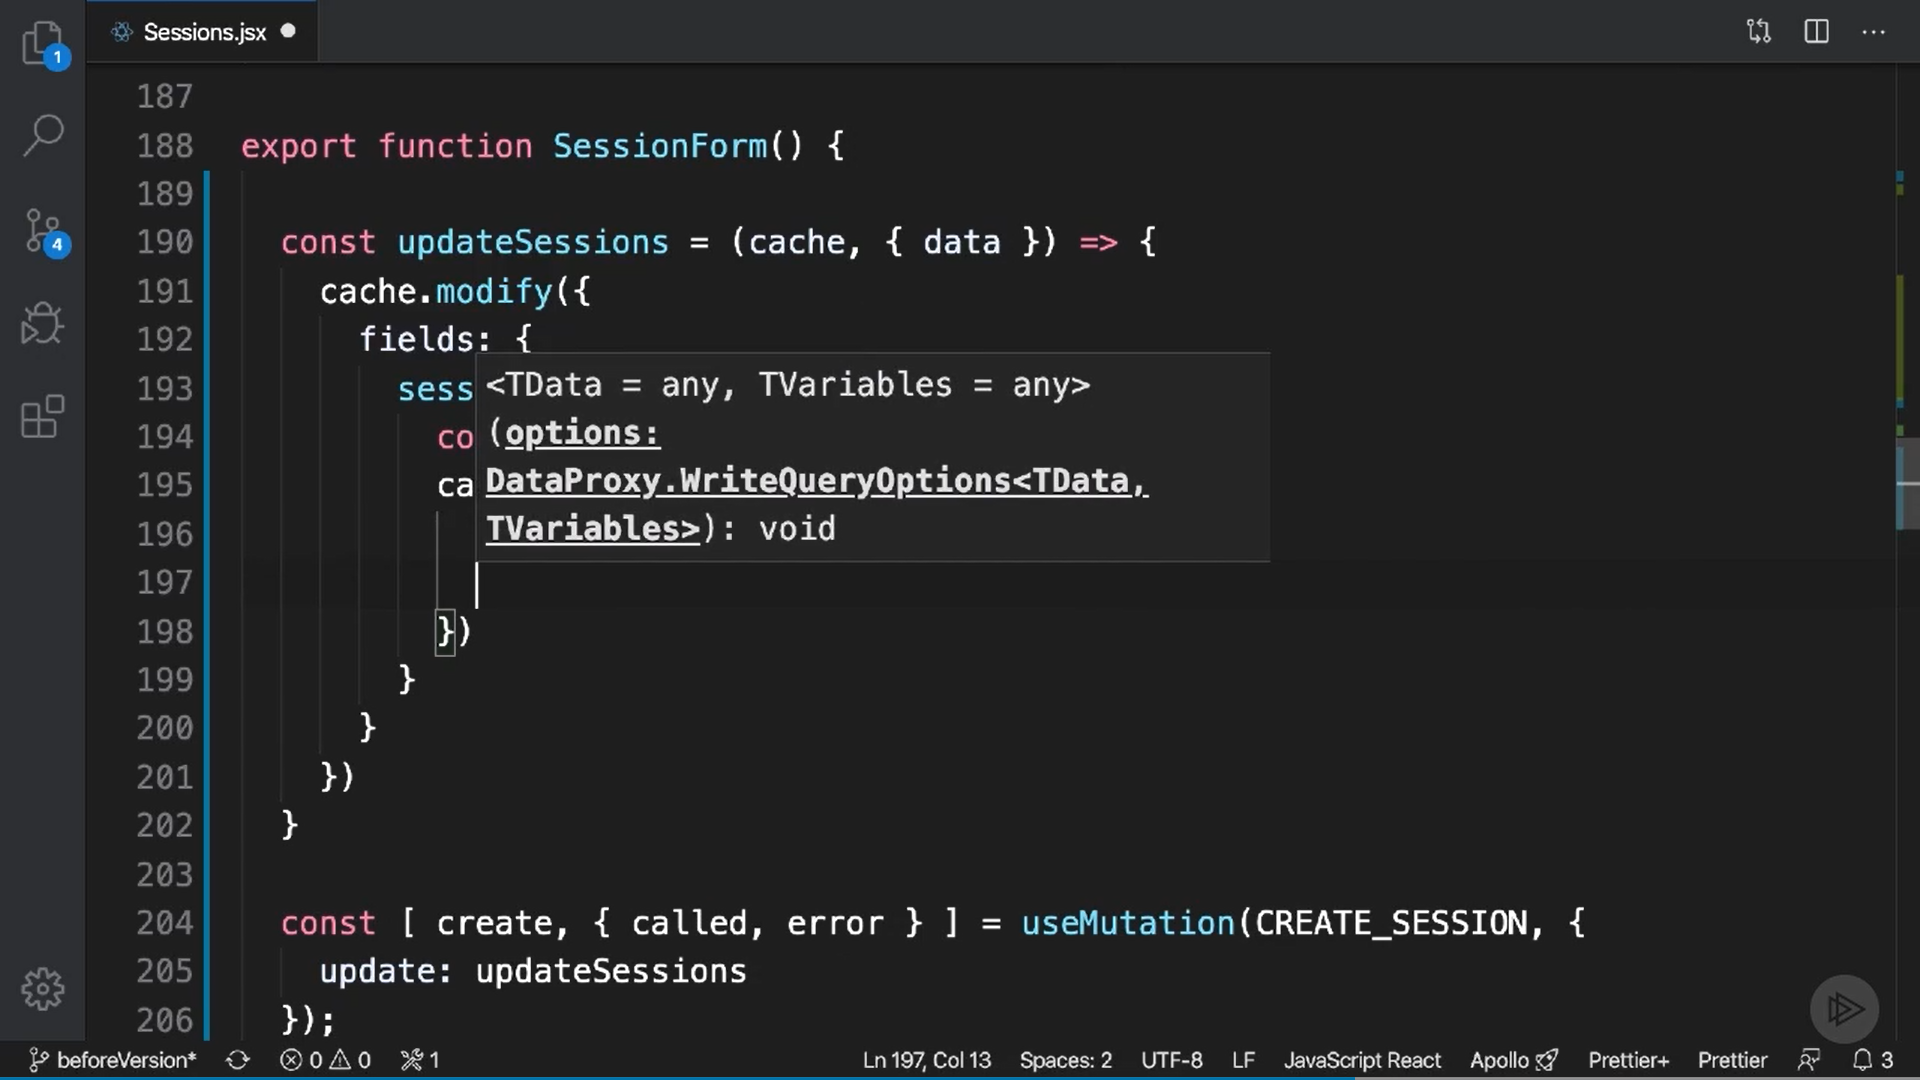 1
Sessions.jsx
187
188 export function SessionForm() {
189
190 const updateSessions = (cache, { data }) => {
191 cache.modify({
192 fields: {
193 sess
194 co
195 ca
196
197
198 })
199 }
200 }
201 })
202 }
203
204 const [ create, { called, error } ] = useMutation(CREATE_SESSION, {
205 update: updateSessions
206 });
<TData = any, TVariables = any>
(options:
DataProxy.WriteQueryOptions<TData,
TVariables>): void
4
beforeVersion* 0 0 1 Ln 197, Col 13 Spaces: 2 UTF-8 LF JavaScript React Apollo Prettier+ Prettier 3